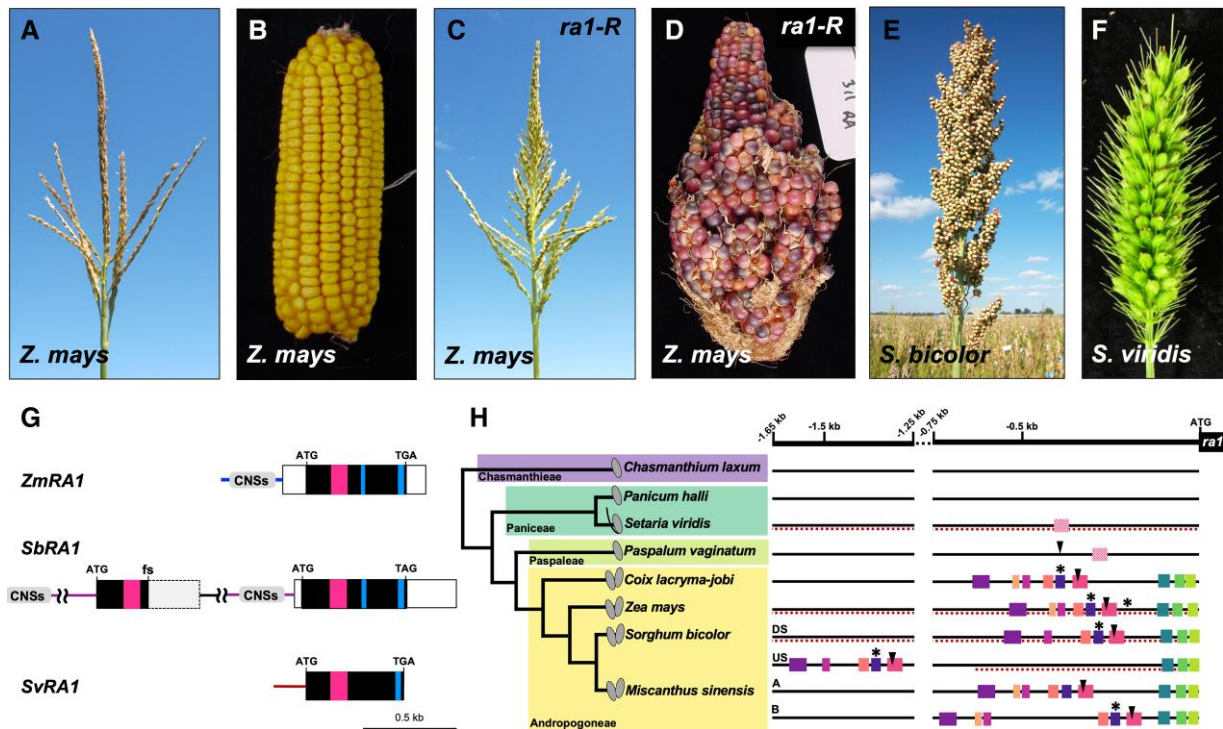 A
Z. mays
B
Z. mays
C
ra1-R
Z. mays
D
ra1-R
Z. mays
E
S. bicolor
F
S. viridis
G
ZmRA1
CNSs
ATG
TGA
SbRA1
CNSs
ATG
fs
CNSs
ATG
TAG
SvRA1
ATG
TGA
0.5 kb
H
-1.65 kb
-1.5 kb
-1.25 kb
-0.75 kb
-0.5 kb
ATG
ra1
Chasmanthium laxum
Chasmanthieae
Panicum halli
Setaria viridis
Paniceae
Paspalum vaginatum
Paspaleae
Coix lacryma-jobi
*
Zea mays
* *
Sorghum bicolor
DS
*
US
*
Miscanthus sinensis
A
B
*
Andropogoneae